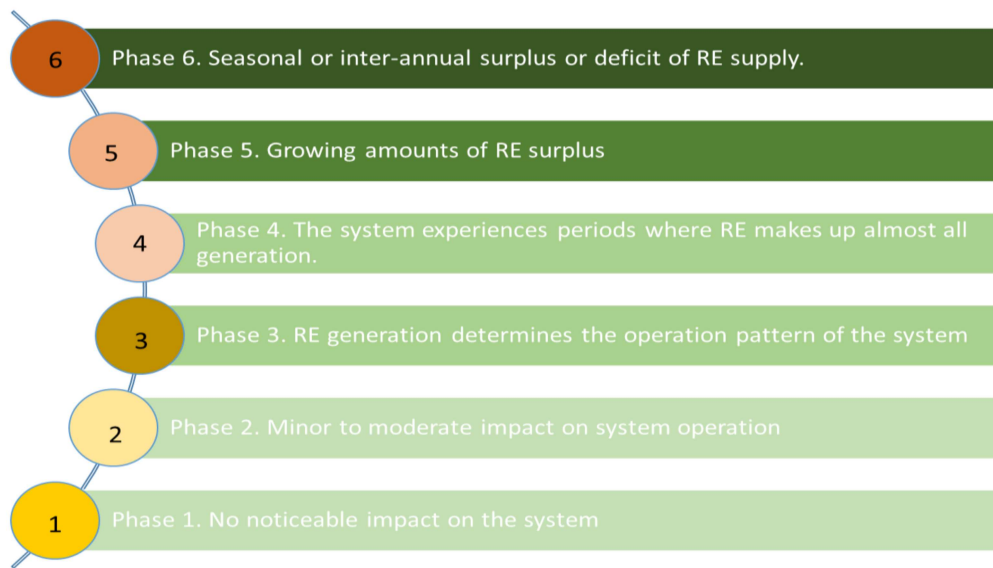 6
Phase 6. Seasonal or inter-annual surplus or deficit of RE supply.
5
Phase 5. Growing amounts of RE surplus
4
Phase 4. The system experiences periods where RE makes up almost all
generation.
3
Phase 3. RE generation determines the operation pattern of the system
2
Phase 2. Minor to moderate impact on system operation
1
Phase 1. No noticeable impact on the system